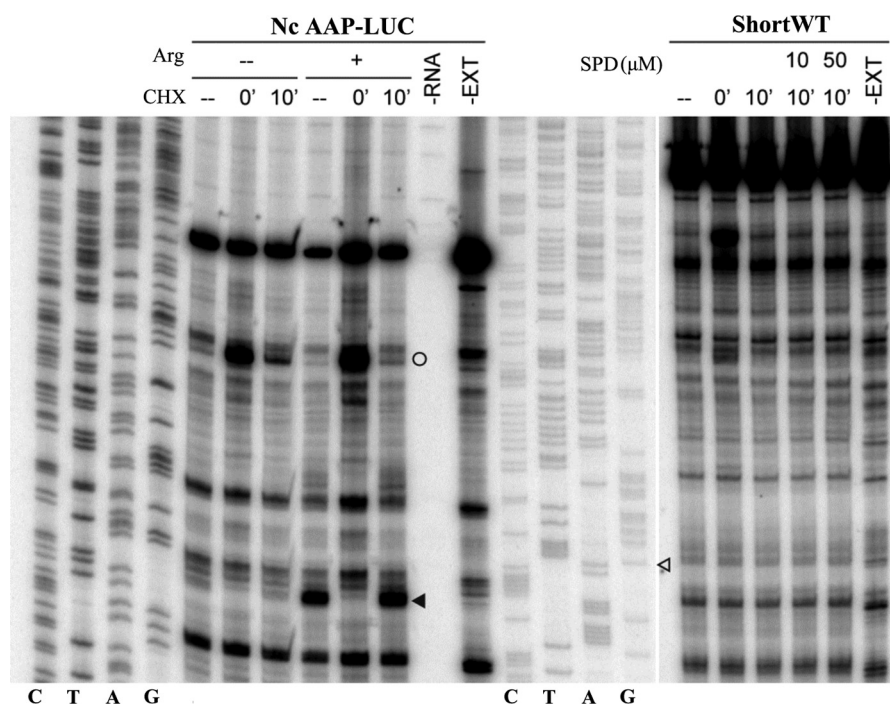 Nc AAP-LUC
ShortWT
Arg -- + -RNA -EXT
SPD(μM) 10 50 -EXT
CHX -- 0' 10' -- 0' 10'
-- 0' 10' 10' 10'
C T A G
C T A G